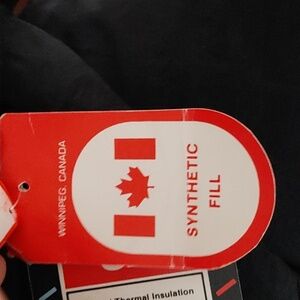 WINNIPEG, CANADA
SYNTHETIC
FILL
Thermal Insulation